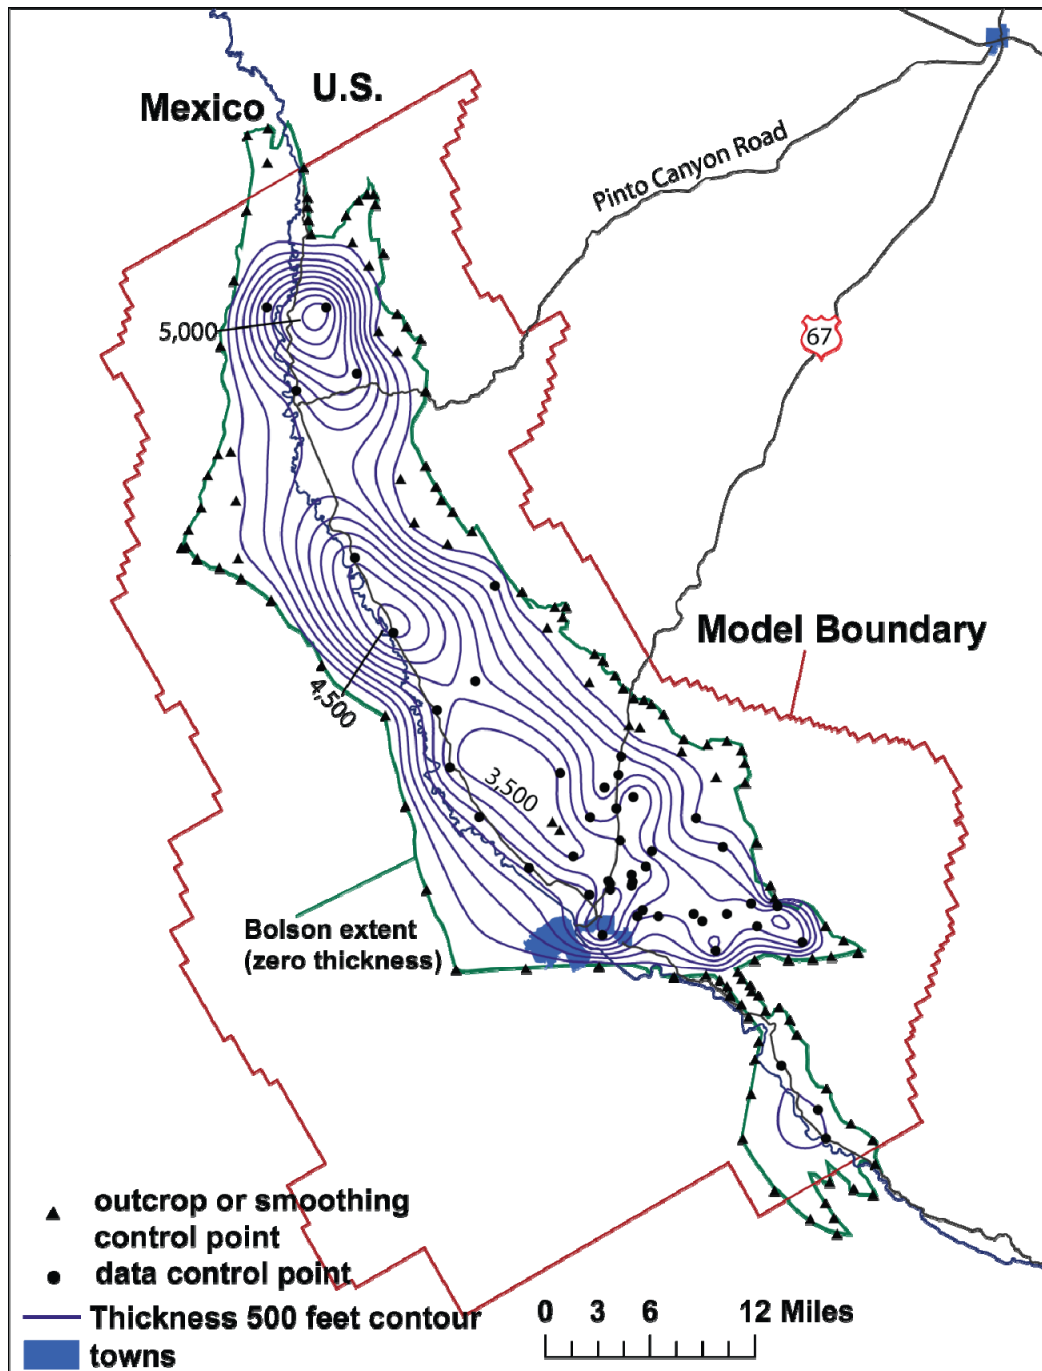 U.S.
Mexico
Pinto Canyon Road
67
5,000
Model Boundary
4,500
3,500
Bolson extent
(zero thickness)
outcrop or smoothing
control point
data control point
Thickness 500 feet contour
towns
0 3 6 12 Miles